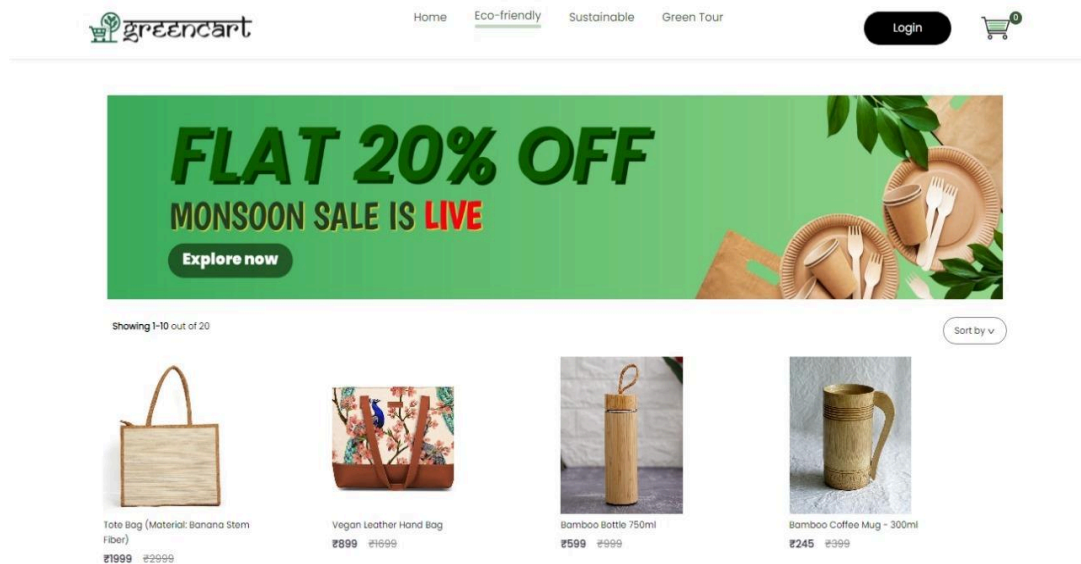 greencart
Home Eco-friendly Sustainable Green Tour
Login
0
FLAT 20% OFF
MONSOON SALE IS LIVE
Explore now
Showing 1-10 out of 20
Sort by
Tote Bag (Material: Banana Stem
Fiber)
₹1999 ₹2999
Vegan Leather Hand Bag
₹899 ₹1699
Bamboo Bottle 750ml
₹599 ₹999
Bamboo Coffee Mug - 300ml
₹245 ₹399